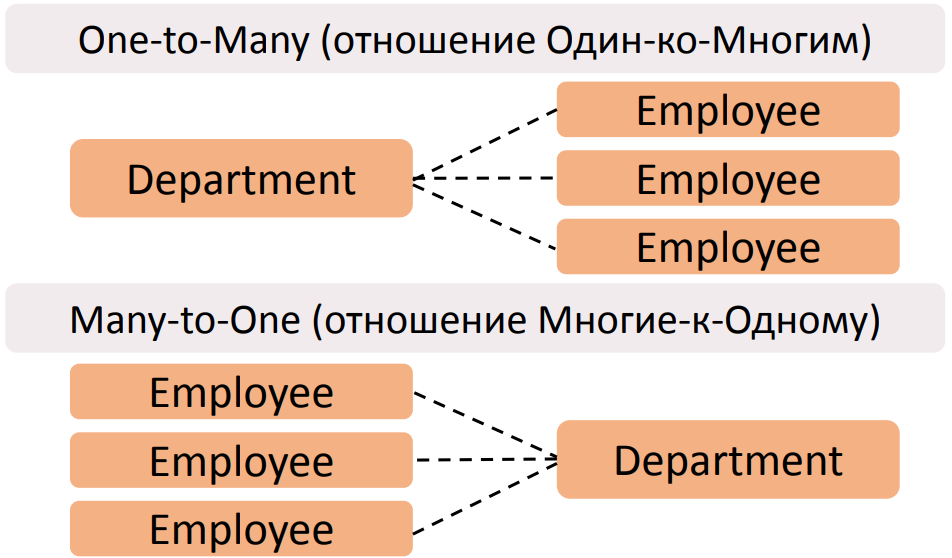 One-to-Many (отношение Один-ко-Многим)
Employee
Department
Employee
Employee
Many-to-One (отношение Многие-к-Одному)
Employee
Employee
Department
Employee